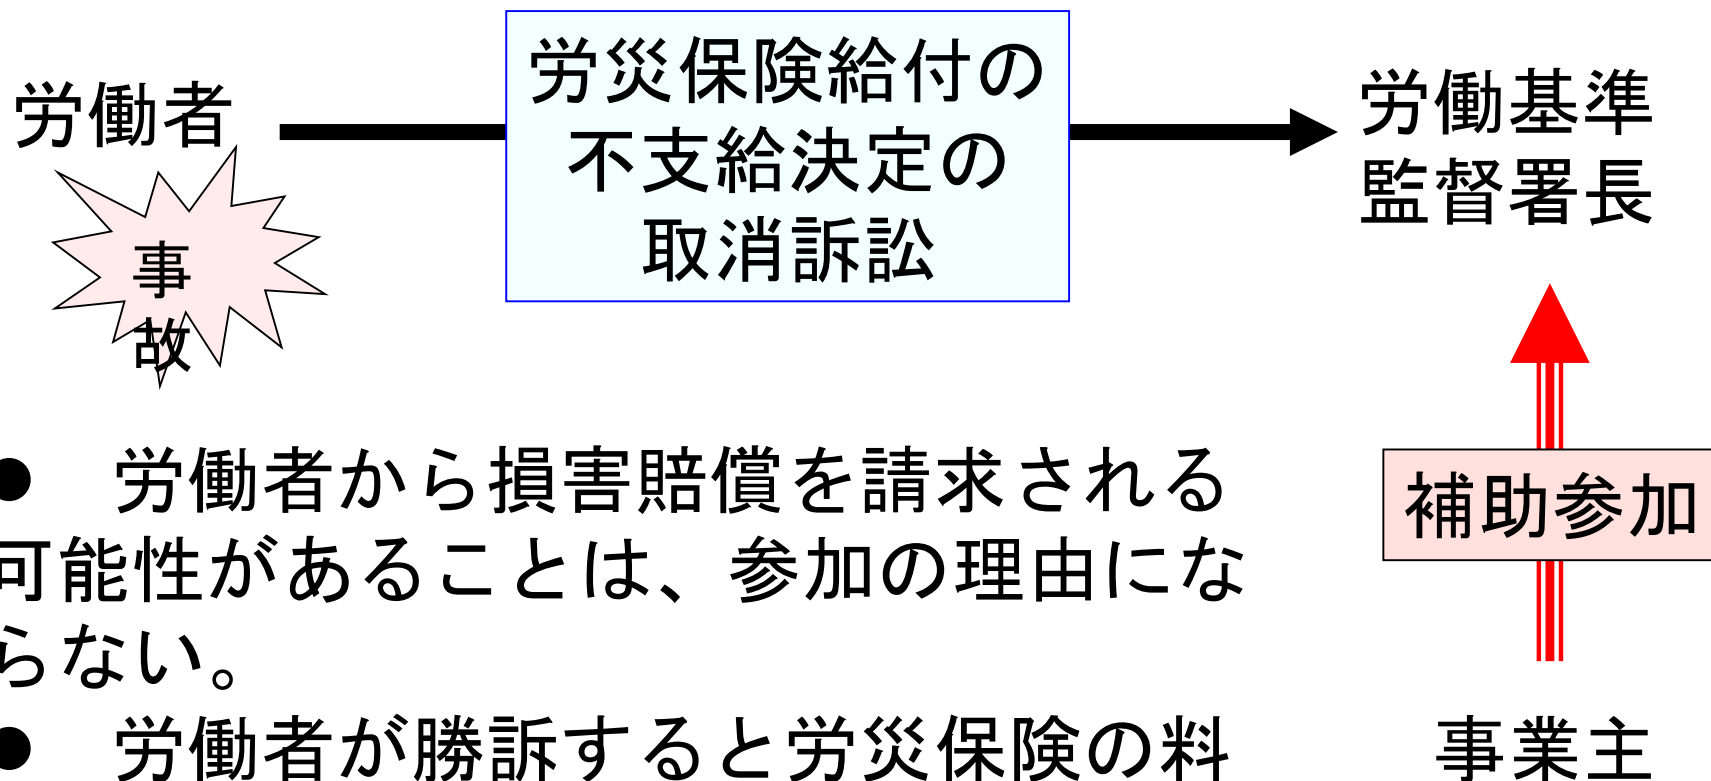 労働者
労災保険給付の
不支給決定の
取消訴訟
労働基準
監督署長
事
故
補助参加
● 労働者から損害賠償を請求される
可能性があることは、参加の理由にな
らない。
● 労働者が勝訴すると労災保険の料
事業主